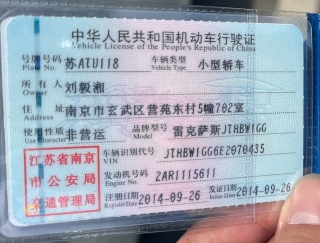 中华人民共和国机动车行驶证
Vehicle License of the People's Republic of China
号牌号码 苏ATU118 车辆类型 小型轿车
Plate No. Vehicle Type
所有人 刘毅湘
Owner
住址 南京市玄武区营苑东村5幢702室
Address
使用性质 非营运 品牌型号 雷克萨斯JTHBW1GG
Use Character Model
江苏省南京市公安局交通管理局
车辆识别代号 JTHBW1GG6E2070435
VIN
发动机号码 2AR1115611
Engine No.
注册日期 2014-09-26 发证日期 2014-09-26
Register Date Issue Date